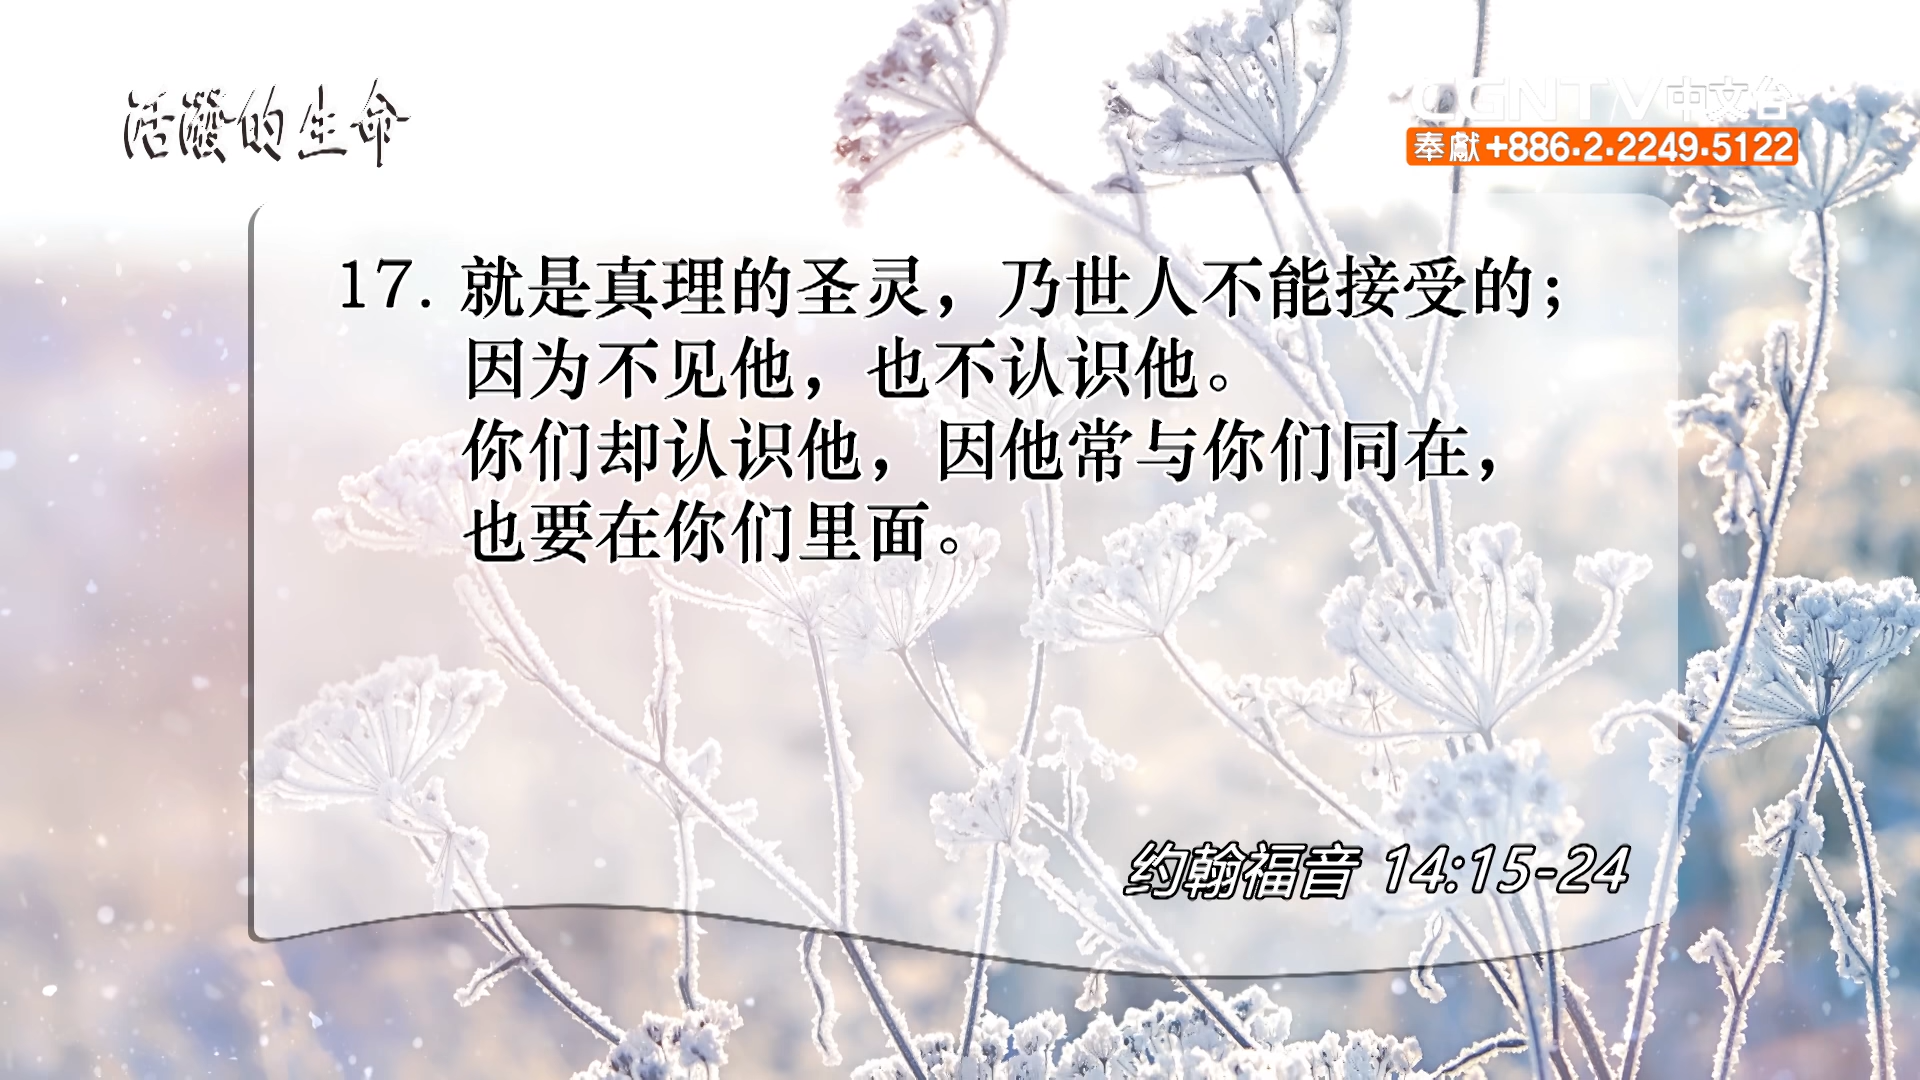 活潑的生命
CGNTV中文台
奉獻+886·2·2249·5122
17. 就是真理的圣灵，乃世人不能接受的；
因为不见他，也不认识他。
你们却认识他，因他常与你们同在，
也要在你们里面。
约翰福音 14:15-24